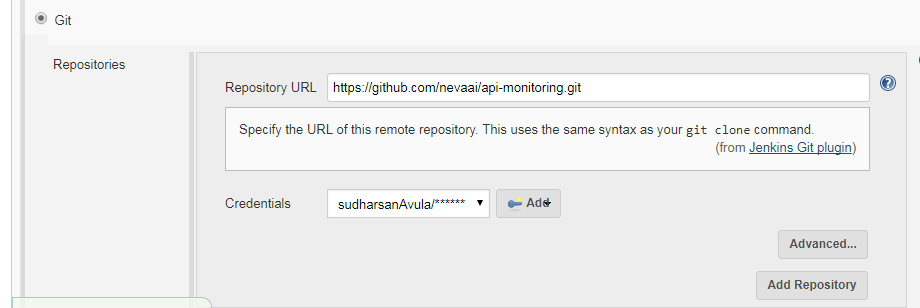 Git
Repositories
Repository URL https://github.com/nevaai/api-monitoring.git
Specify the URL of this remote repository. This uses the same syntax as your git clone command.
(from Jenkins Git plugin)
Credentials sudharsanAvula/****** Add
Advanced...
Add Repository